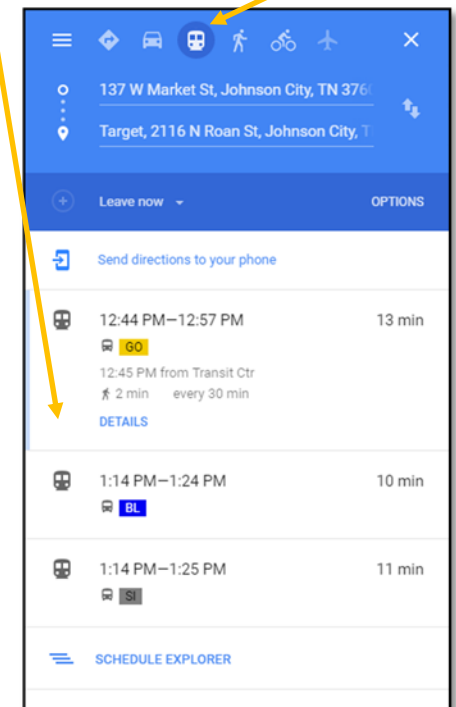 137 W Market St, Johnson City, TN 376
Target, 2116 N Roan St, Johnson City, T
Leave now OPTIONS
Send directions to your phone
12:44 PM—12:57 PM 13 min
GO
12:45 PM from Transit Ctr
2 min every 30 min
DETAILS
1:14 PM—1:24 PM 10 min
BL
1:14 PM—1:25 PM 11 min
SI
SCHEDULE EXPLORER